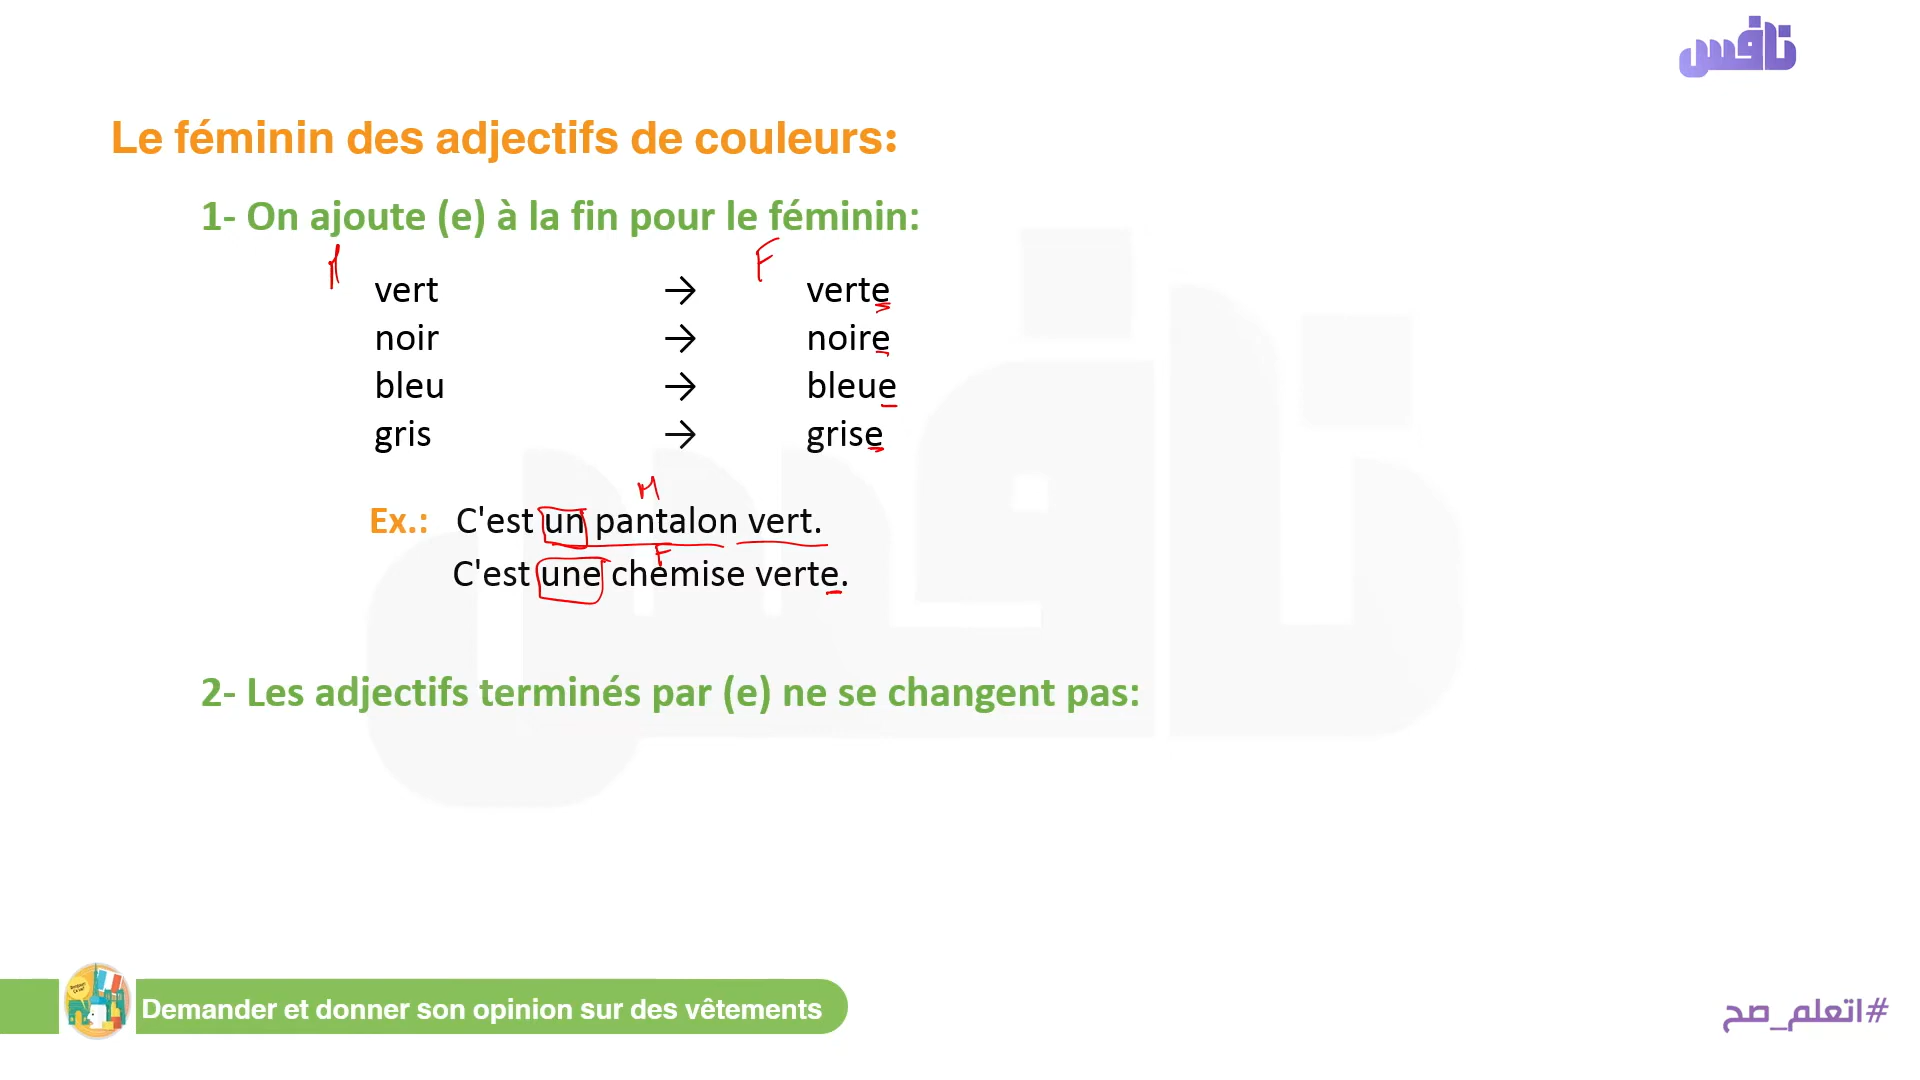 نافس
Le féminin des adjectifs de couleurs:
1- On ajoute (e) à la fin pour le féminin:
M F
vert → verte
noir → noire
bleu → bleue
gris → grise
M
Ex.: C'est un pantalon vert.
F
C'est une chemise verte.
2- Les adjectifs terminés par (e) ne se changent pas:
Demander et donner son opinion sur des vêtements
#اتعلم_صح